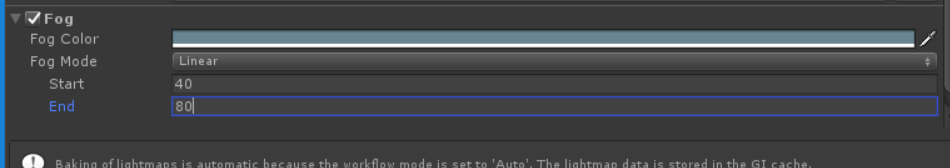 Fog
Fog Color
Fog Mode Linear
Start 40
End 80
Baking of lightmaps is automatic because the workflow mode is set to 'Auto'. The lightmap data is stored in the GI cache.